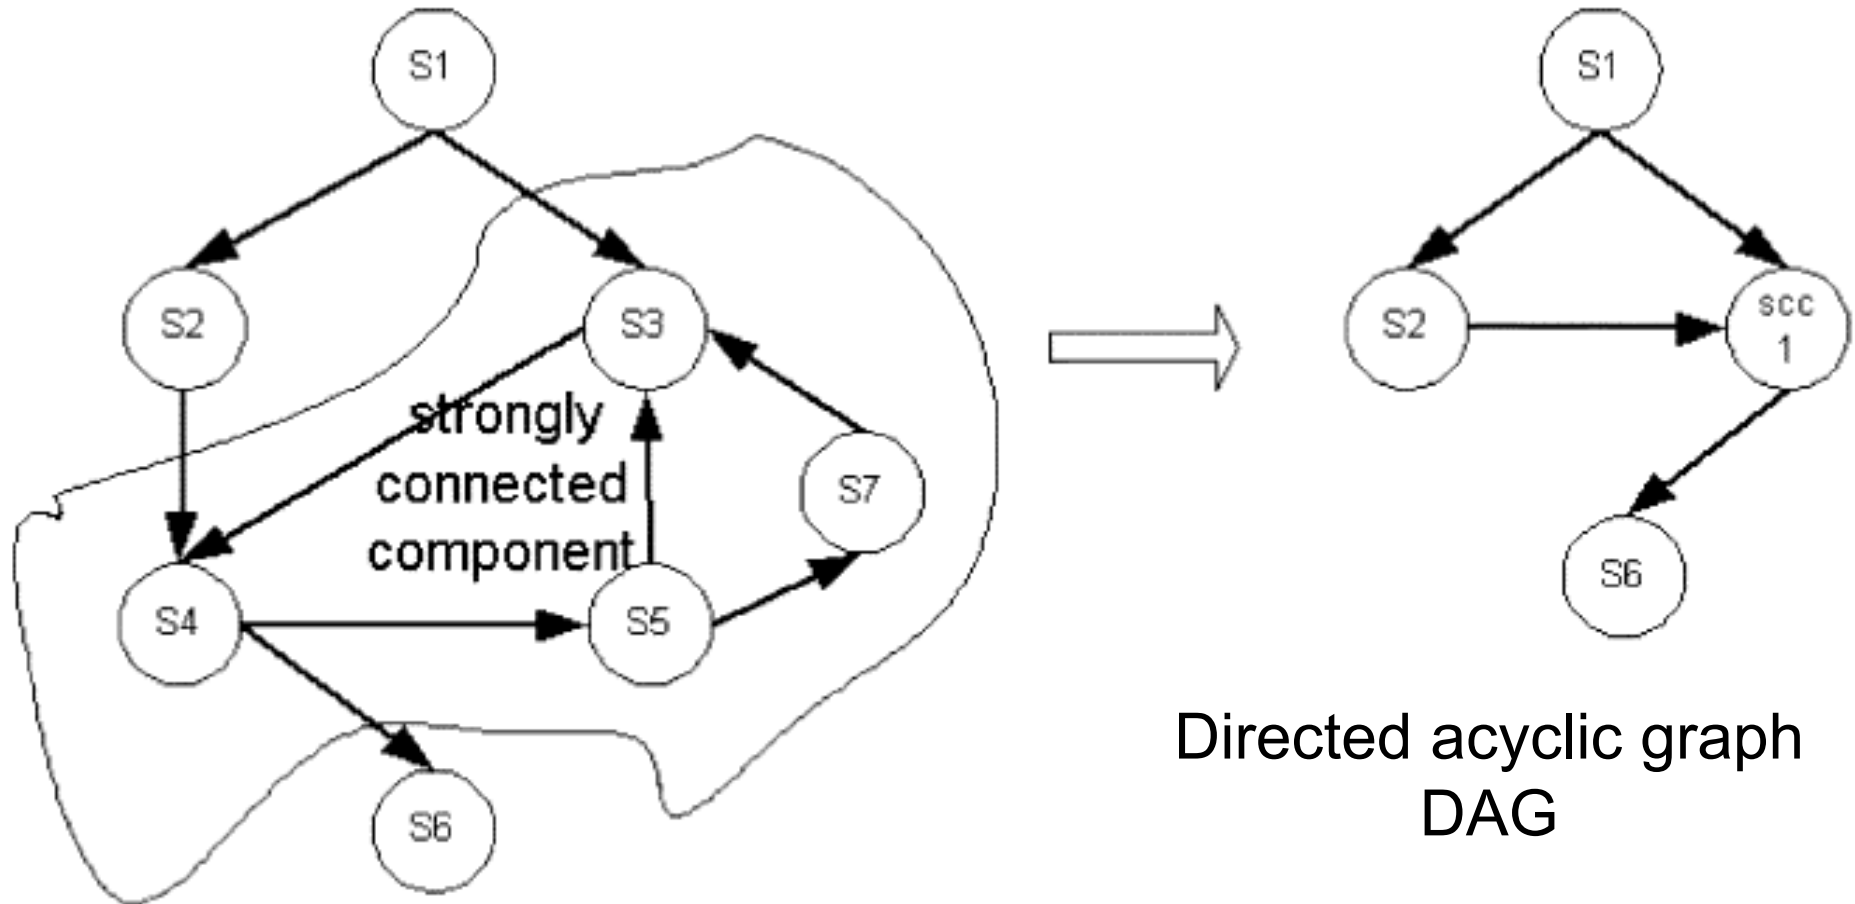 S1
S2
S3
strongly
connected
component
S7
S4
S5
S6
S1
S2
scc
1
S6
Directed acyclic graph
DAG